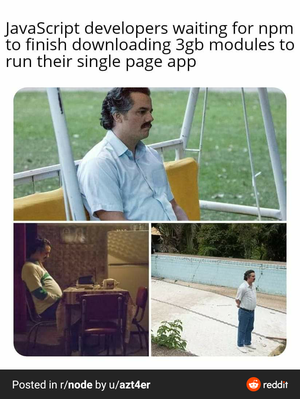 JavaScript developers waiting for npm
to finish downloading 3gb modules to
run their single page app
Posted in r/node by u/azt4er
reddit